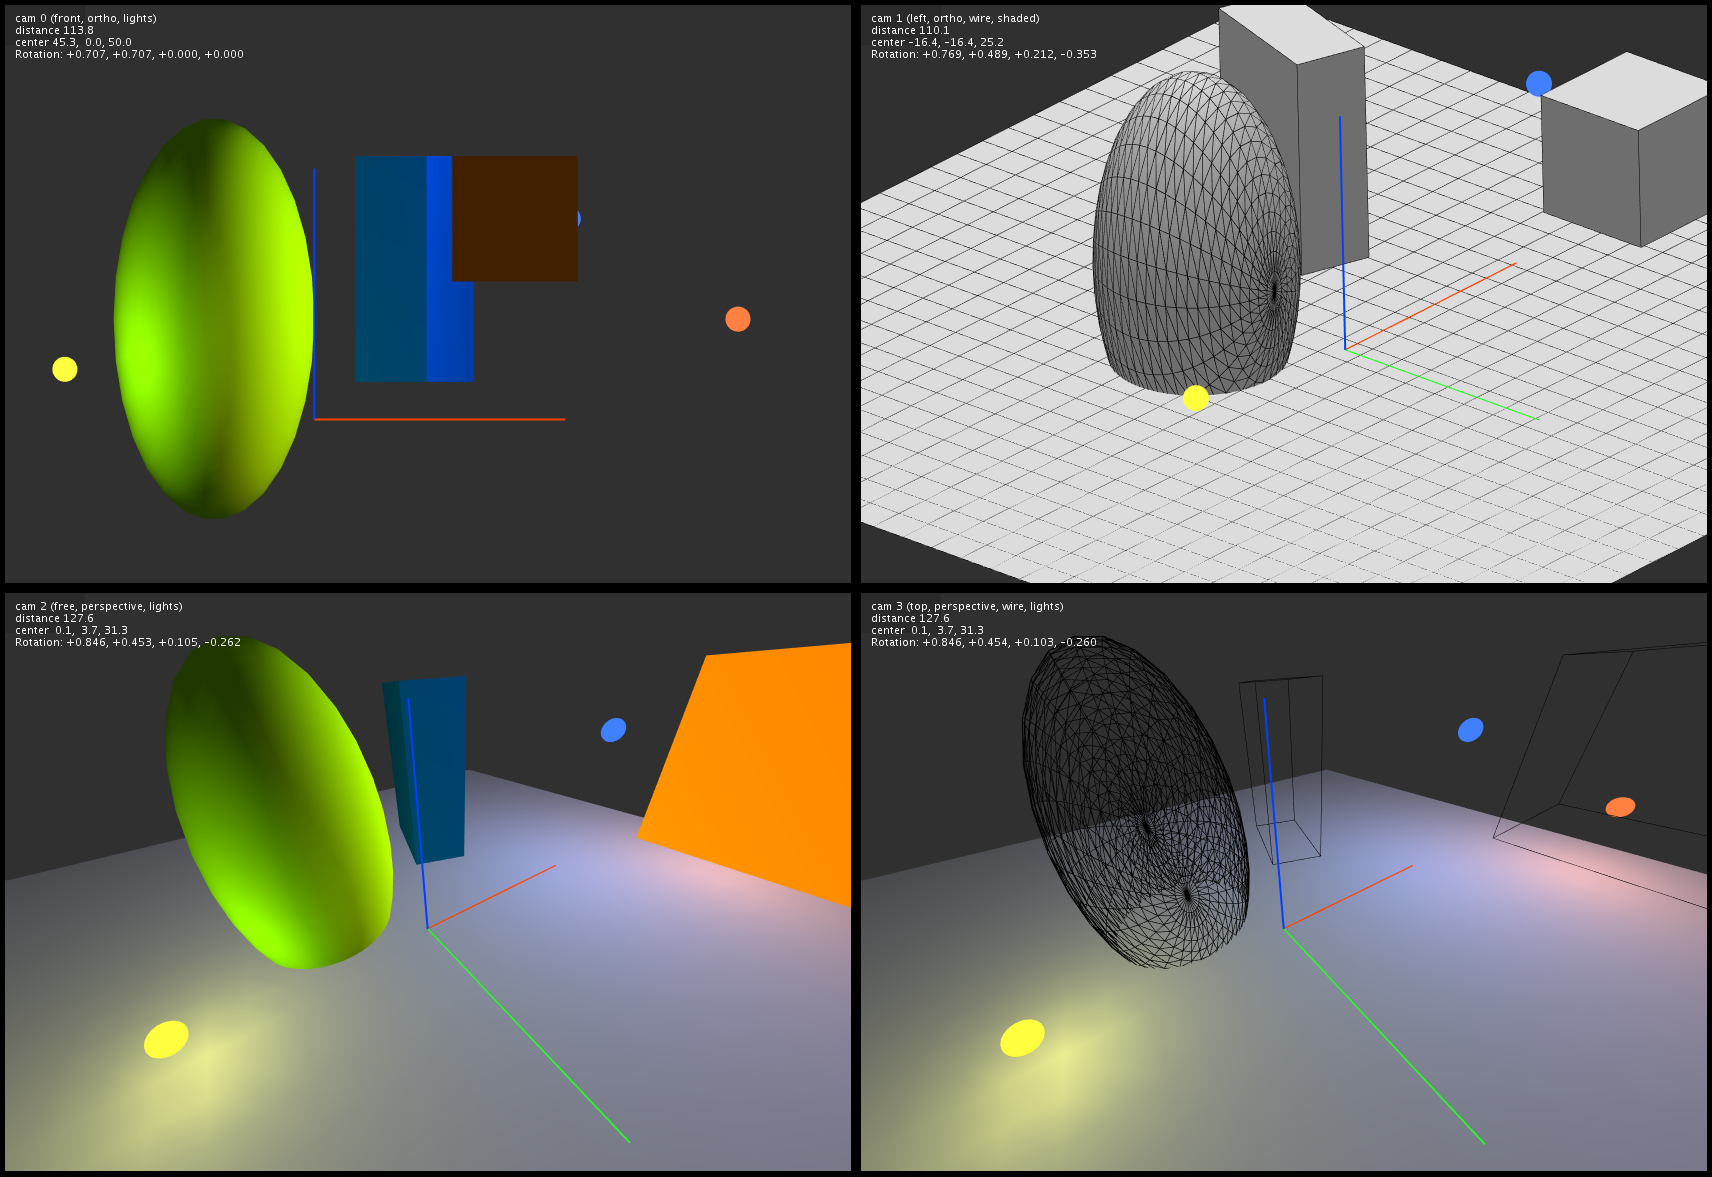 cam 0 (front, ortho, lights)
distance 113.8
center 45.3,  0.0, 50.0
Rotation: +0.707, +0.707, +0.000, +0.000
cam 1 (left, ortho, wire, shaded)
distance 110.1
center -16.4, -16.4, 25.2
Rotation: +0.769, +0.489, +0.212, -0.353
cam 2 (free, perspective, lights)
distance 127.6
center  0.1,  3.7, 31.3
Rotation: +0.846, +0.453, +0.105, -0.262
cam 3 (top, perspective, wire, lights)
distance 127.6
center  0.1,  3.7, 31.3
Rotation: +0.846, +0.454, +0.103, -0.260